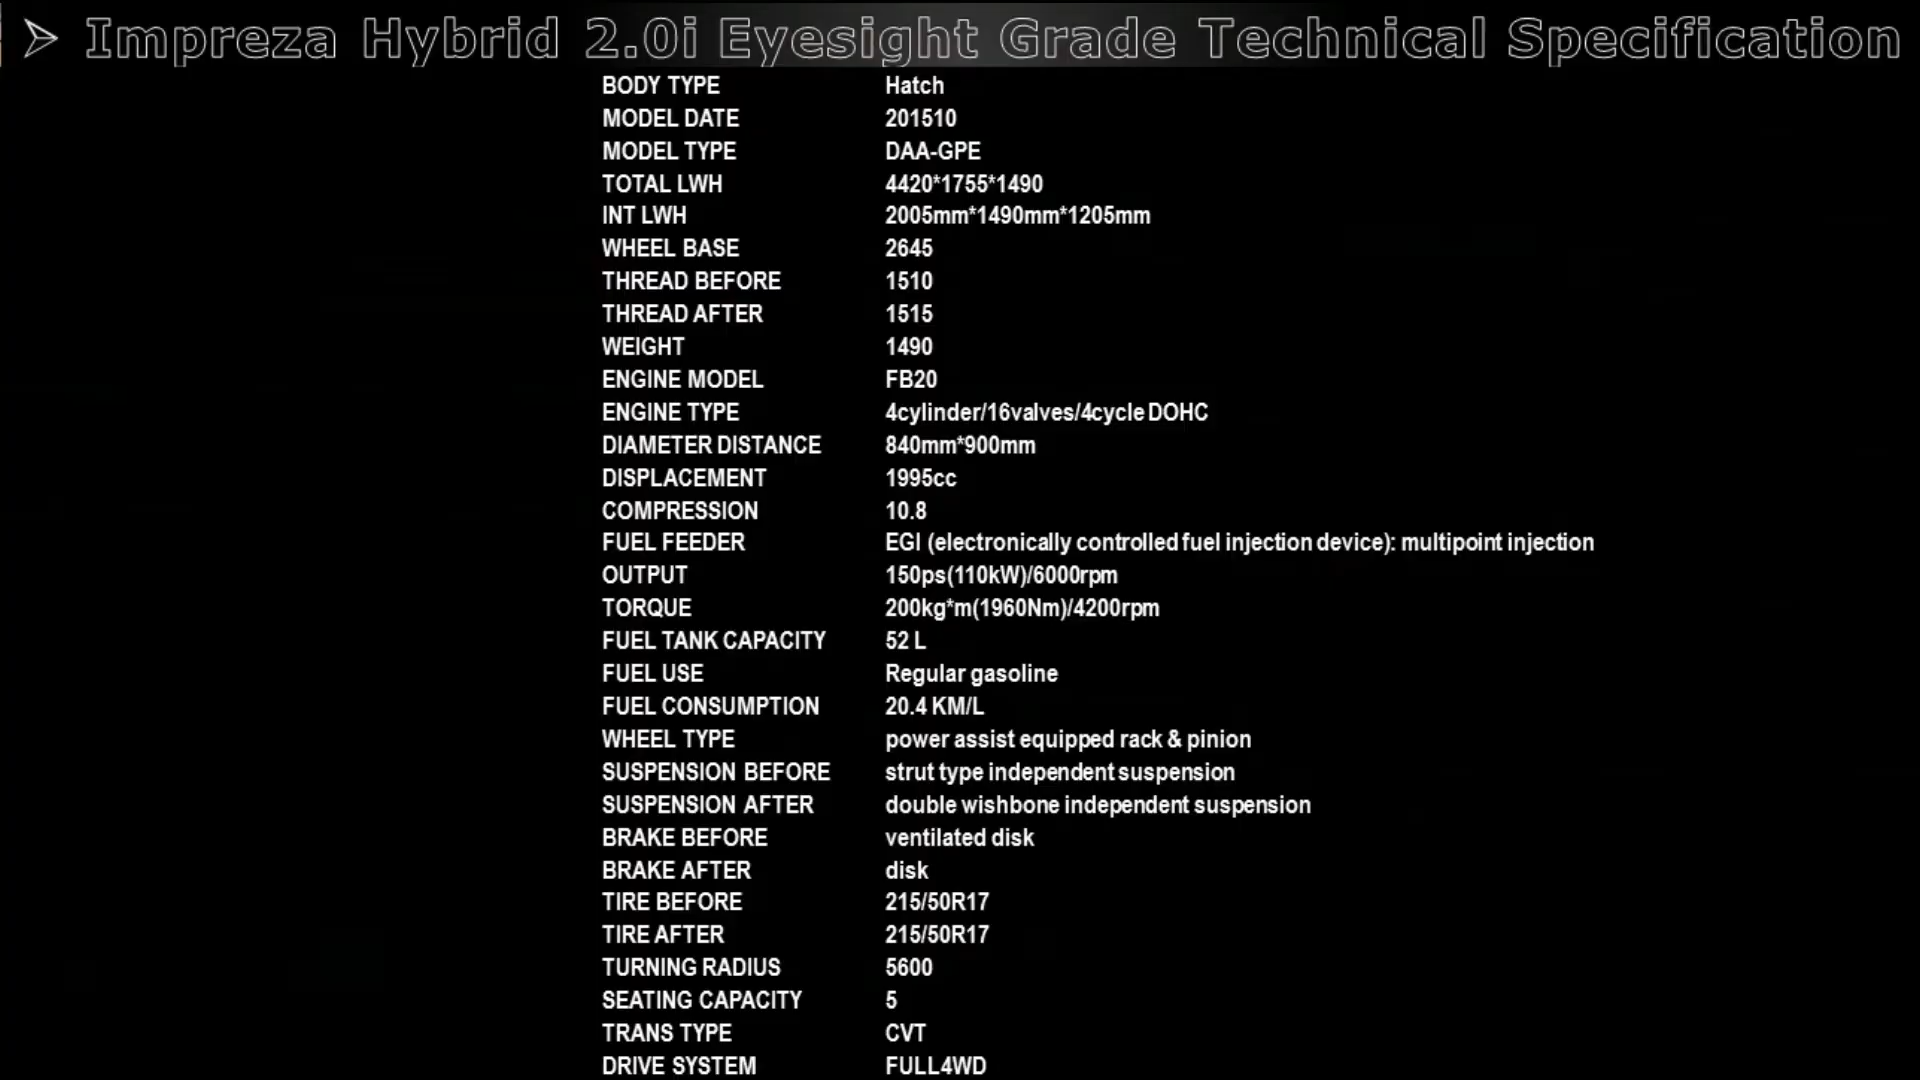 ➢ Impreza Hybrid 2.0i Eyesight Grade Technical Specification
BODY TYPE Hatch
MODEL DATE 201510
MODEL TYPE DAA-GPE
TOTAL LWH 4420*1755*1490
INT LWH 2005mm*1490mm*1205mm
WHEEL BASE 2645
THREAD BEFORE 1510
THREAD AFTER 1515
WEIGHT 1490
ENGINE MODEL FB20
ENGINE TYPE 4cylinder/16valves/4cycle DOHC
DIAMETER DISTANCE 840mm*900mm
DISPLACEMENT 1995cc
COMPRESSION 10.8
FUEL FEEDER EGI (electronically controlled fuel injection device): multipoint injection
OUTPUT 150ps(110kW)/6000rpm
TORQUE 200kg*m(1960Nm)/4200rpm
FUEL TANK CAPACITY 52 L
FUEL USE Regular gasoline
FUEL CONSUMPTION 20.4 KM/L
WHEEL TYPE power assist equipped rack & pinion
SUSPENSION BEFORE strut type independent suspension
SUSPENSION AFTER double wishbone independent suspension
BRAKE BEFORE ventilated disk
BRAKE AFTER disk
TIRE BEFORE 215/50R17
TIRE AFTER 215/50R17
TURNING RADIUS 5600
SEATING CAPACITY 5
TRANS TYPE CVT
DRIVE SYSTEM FULL4WD